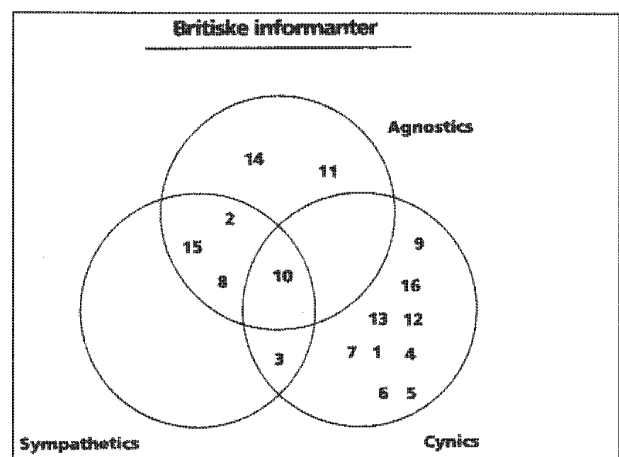 Britiske informanter
Agnostics
14
11
2
15
9
8
10
16
13 12
3
7 1 4
6 5
Sympathetics
Cynics